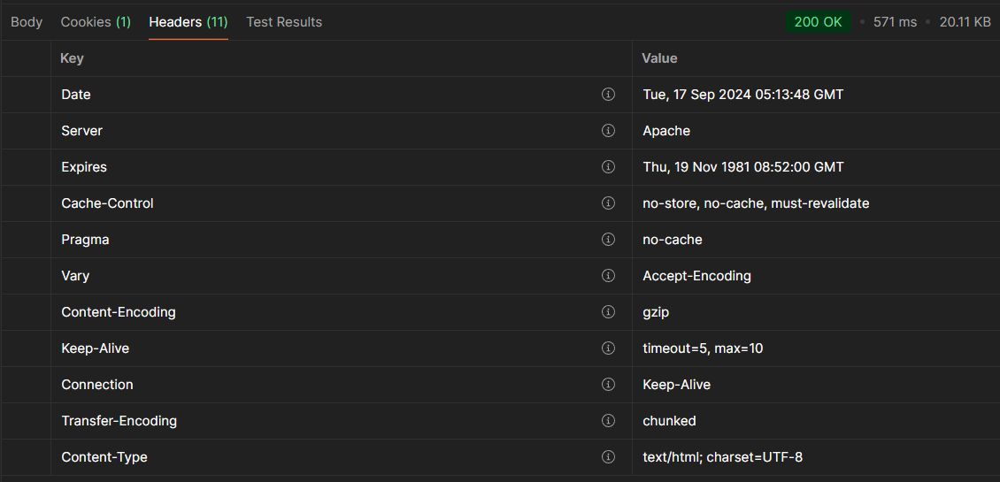 Body Cookies (1) Headers (11) Test Results 200 OK • 571 ms • 20.11 KB
Key Value
Date Tue, 17 Sep 2024 05:13:48 GMT
Server Apache
Expires Thu, 19 Nov 1981 08:52:00 GMT
Cache-Control no-store, no-cache, must-revalidate
Pragma no-cache
Vary Accept-Encoding
Content-Encoding gzip
Keep-Alive timeout=5, max=10
Connection Keep-Alive
Transfer-Encoding chunked
Content-Type text/html; charset=UTF-8